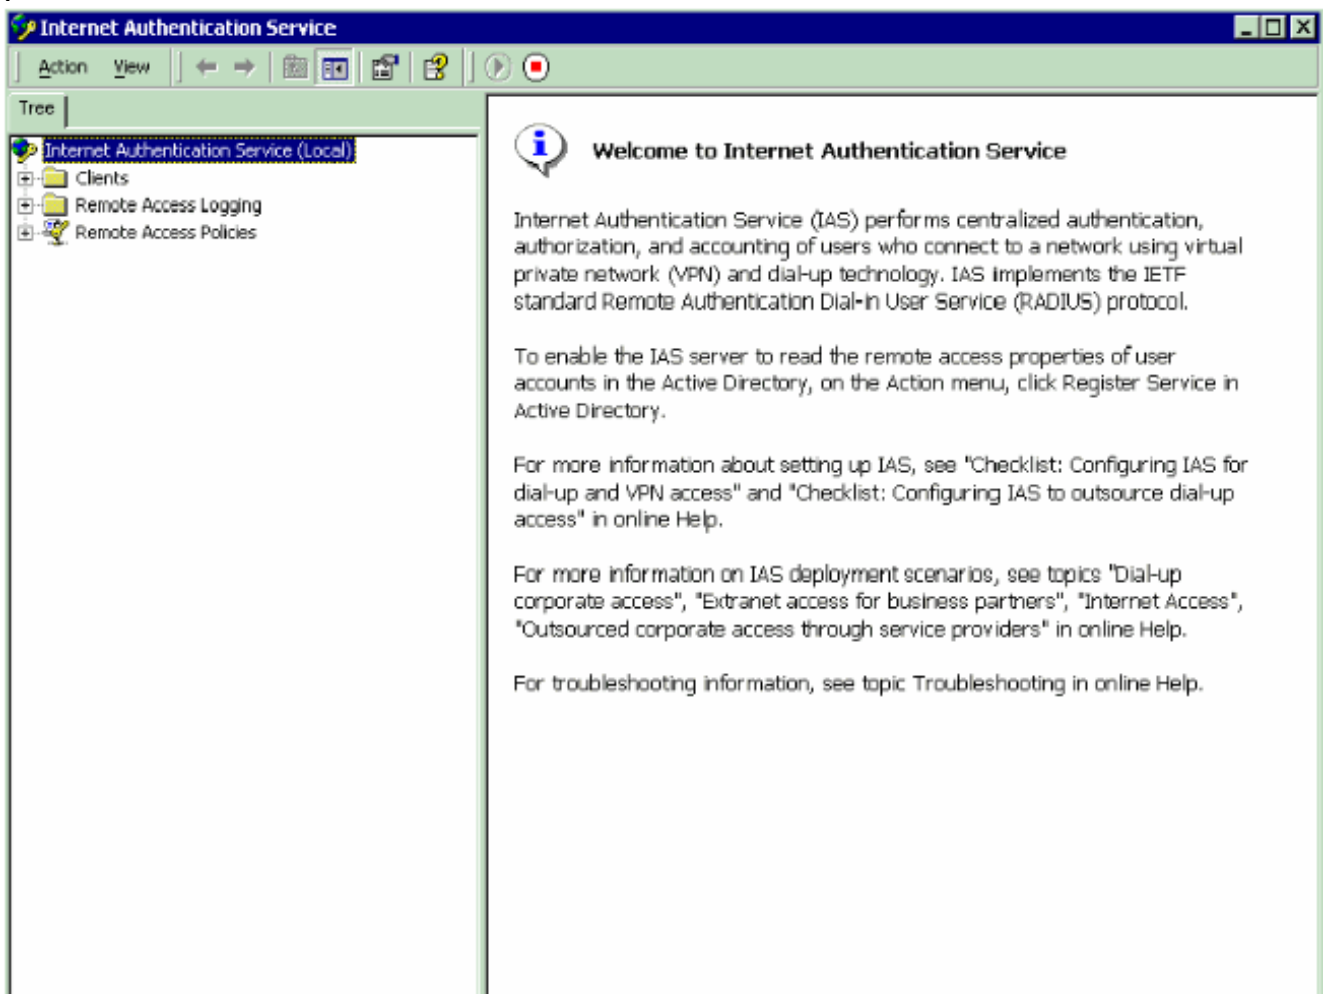 Internet Authentication Service
Action View
Tree
Internet Authentication Service (Local)
Clients
Remote Access Logging
Remote Access Policies
Welcome to Internet Authentication Service
Internet Authentication Service (IAS) performs centralized authentication,
authorization, and accounting of users who connect to a network using virtual
private network (VPN) and dial-up technology. IAS implements the IETF
standard Remote Authentication Dial-in User Service (RADIUS) protocol.
To enable the IAS server to read the remote access properties of user
accounts in the Active Directory, on the Action menu, click Register Service in
Active Directory.
For more information about setting up IAS, see "Checklist: Configuring IAS for
dial-up and VPN access" and "Checklist: Configuring IAS to outsource dial-up
access" in online Help.
For more information on IAS deployment scenarios, see topics "Dial-up
corporate access", "Extranet access for business partners", "Internet Access",
"Outsourced corporate access through service providers" in online Help.
For troubleshooting information, see topic Troubleshooting in online Help.